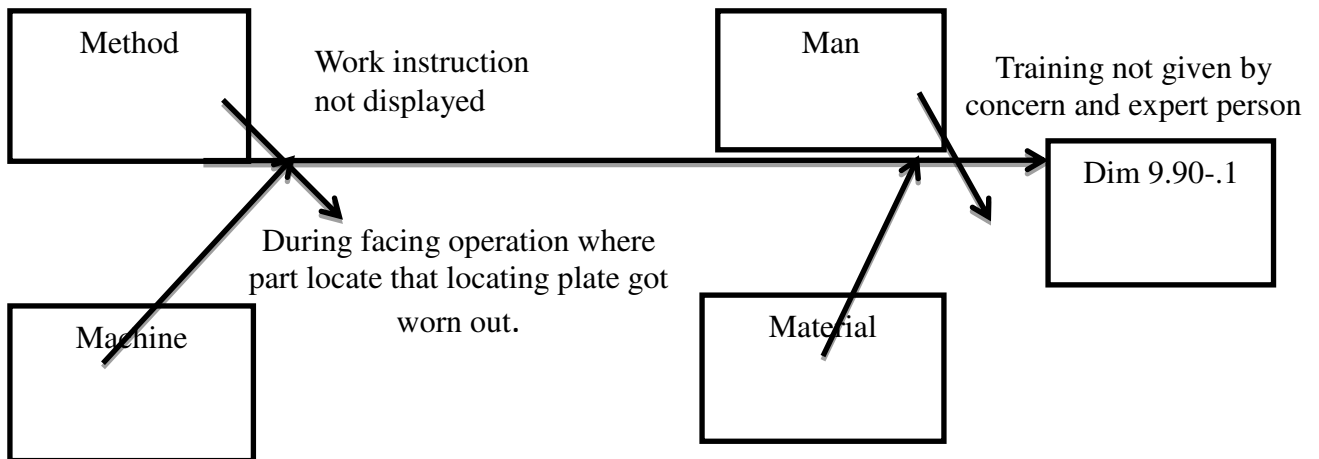 Method
Work instruction
not displayed
Man
Training not given by
concern and expert person
Dim 9.90-.1
During facing operation where
part locate that locating plate got
worn out.
Machine
Material